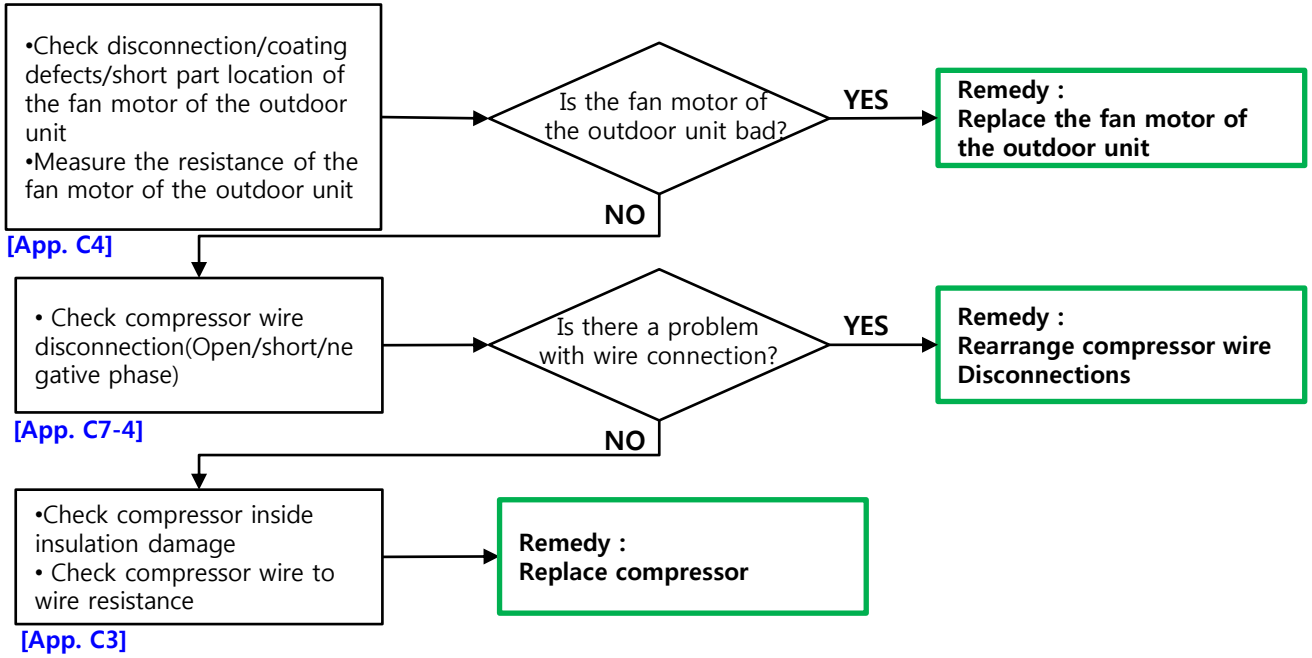 •Check disconnection/coating
defects/short part location of
the fan motor of the outdoor
unit
•Measure the resistance of the
fan motor of the outdoor unit
[App. C4]
Is the fan motor of
the outdoor unit bad?
YES
NO
Remedy :
Replace the fan motor of
the outdoor unit
• Check compressor wire
disconnection(Open/short/ne
gative phase)
[App. C7-4]
Is there a problem
with wire connection?
YES
NO
Remedy :
Rearrange compressor wire
Disconnections
•Check compressor inside
insulation damage
• Check compressor wire to
wire resistance
[App. C3]
Remedy :
Replace compressor